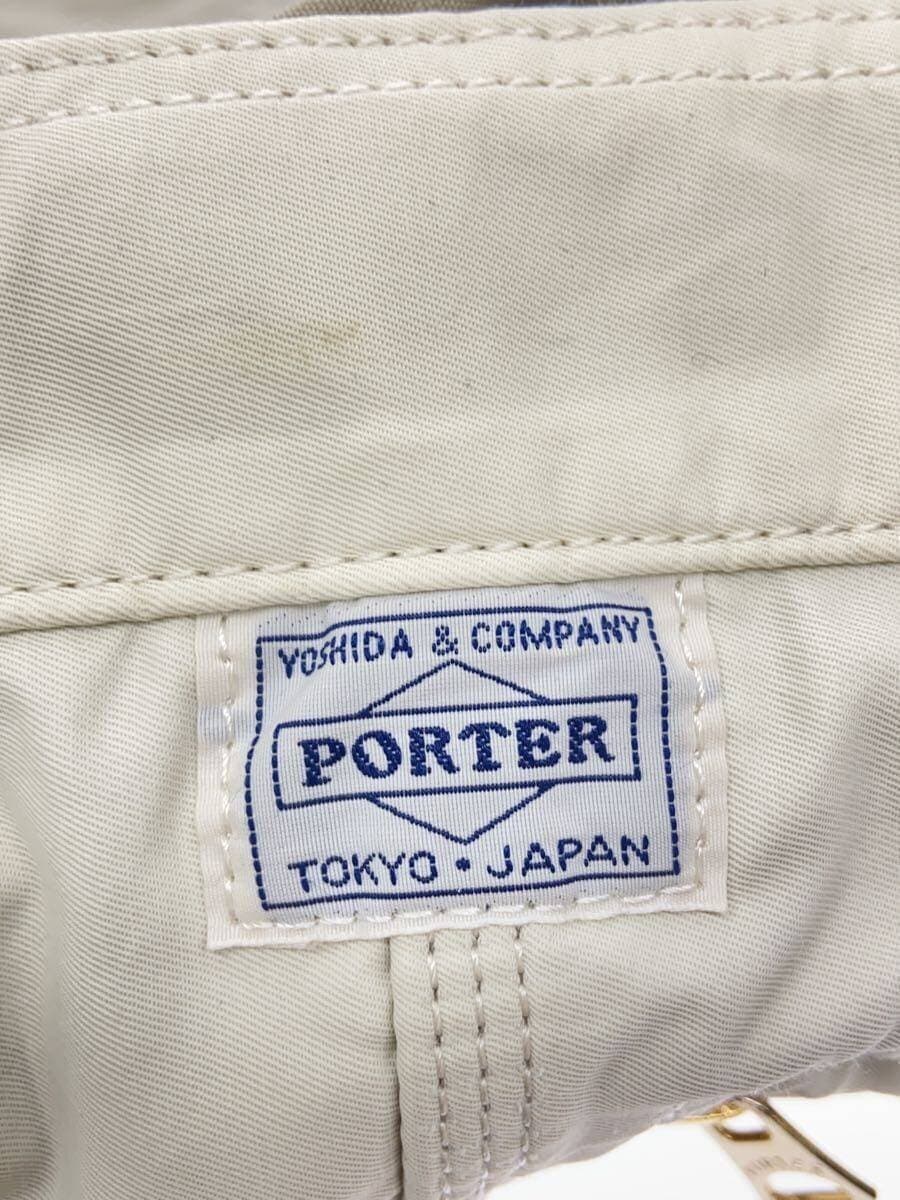 YOSHIDA & COMPANY
PORTER
TOKYO • JAPAN